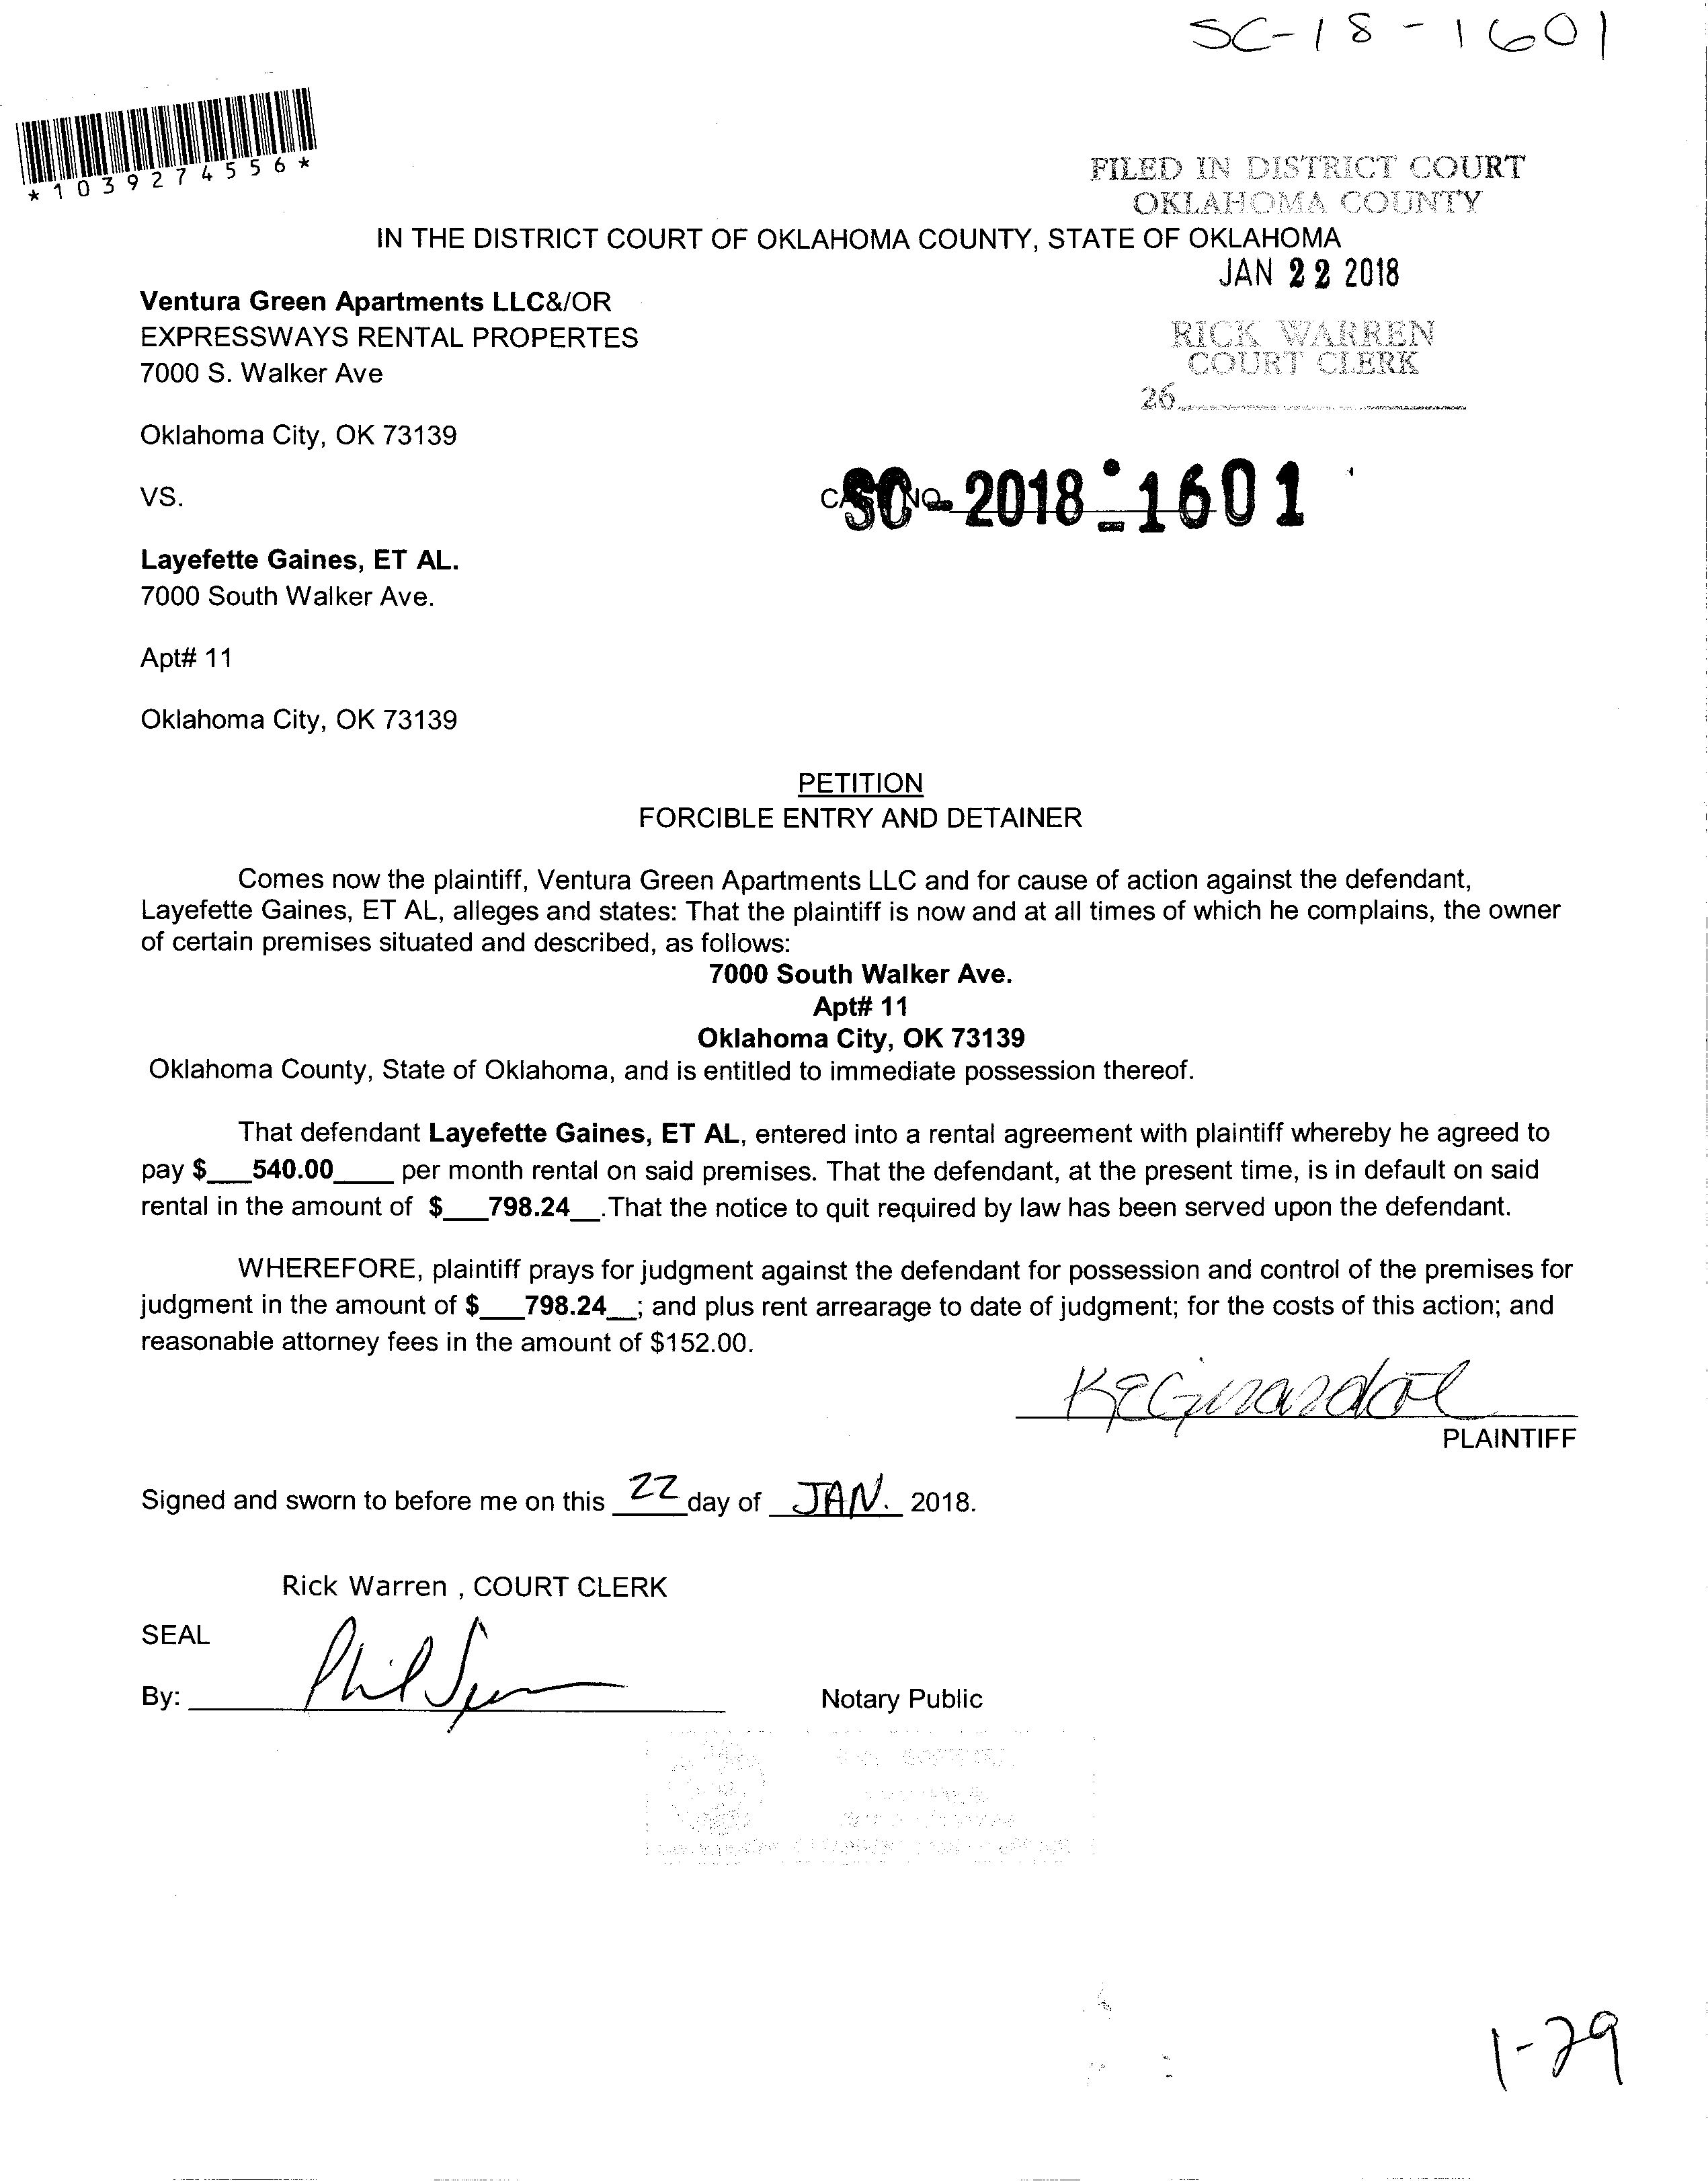 SC-18-1601
*1039274556*
FILED IN DISTRICT COURT
OKLAHOMA COUNTY
IN THE DISTRICT COURT OF OKLAHOMA COUNTY, STATE OF OKLAHOMA
JAN 22 2018
Ventura Green Apartments LLC&/OR
EXPRESSWAYS RENTAL PROPERTES
7000 S. Walker Ave
RICK WARREN
COURT CLERK
26
Oklahoma City, OK 73139
VS.
SC-2018-1601
Layefette Gaines, ET AL.
7000 South Walker Ave.
Apt# 11
Oklahoma City, OK 73139
PETITION
FORCIBLE ENTRY AND DETAINER
Comes now the plaintiff, Ventura Green Apartments LLC and for cause of action against the defendant,
Layefette Gaines, ET AL, alleges and states: That the plaintiff is now and at all times of which he complains, the owner
of certain premises situated and described, as follows:
7000 South Walker Ave.
Apt# 11
Oklahoma City, OK 73139
Oklahoma County, State of Oklahoma, and is entitled to immediate possession thereof.
That defendant Layefette Gaines, ET AL, entered into a rental agreement with plaintiff whereby he agreed to
pay $___540.00____ per month rental on said premises. That the defendant, at the present time, is in default on said
rental in the amount of $___798.24__.That the notice to quit required by law has been served upon the defendant.
WHEREFORE, plaintiff prays for judgment against the defendant for possession and control of the premises for
judgment in the amount of $___798.24__; and plus rent arrearage to date of judgment; for the costs of this action; and
reasonable attorney fees in the amount of $152.00.
PLAINTIFF
Signed and sworn to before me on this 22 day of JAN. 2018.
Rick Warren , COURT CLERK
SEAL
By: Phil
Notary Public
1-29